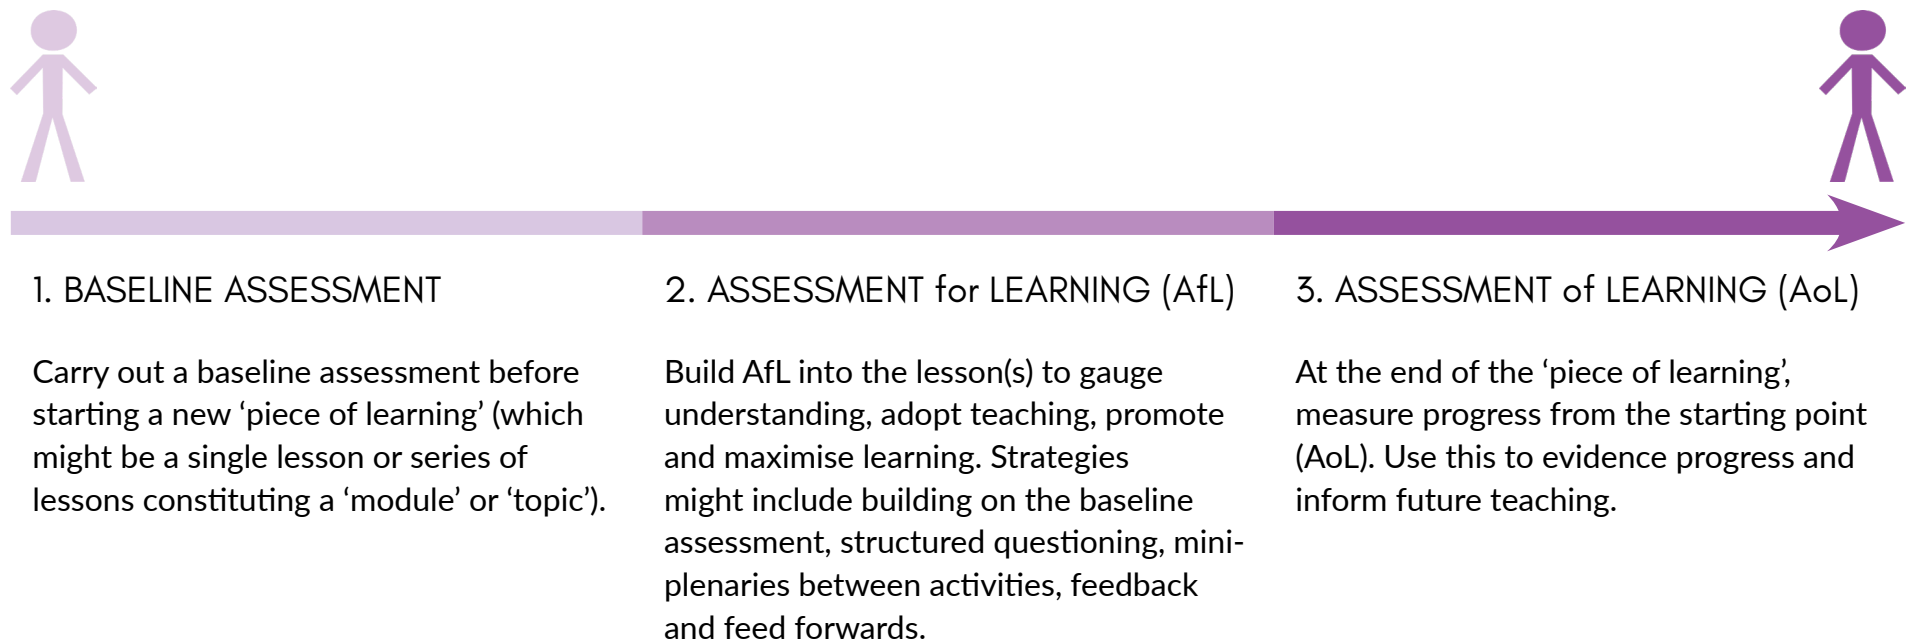 1. BASELINE ASSESSMENT
Carry out a baseline assessment before
starting a new ‘piece of learning’ (which
might be a single lesson or series of
lessons constituting a ‘module’ or ‘topic’).
2. ASSESSMENT for LEARNING (AfL)
Build AfL into the lesson(s) to gauge
understanding, adopt teaching, promote
and maximise learning. Strategies
might include building on the baseline
assessment, structured questioning, mini-
plenaries between activities, feedback
and feed forwards.
3. ASSESSMENT of LEARNING (AoL)
At the end of the ‘piece of learning’,
measure progress from the starting point
(AoL). Use this to evidence progress and
inform future teaching.